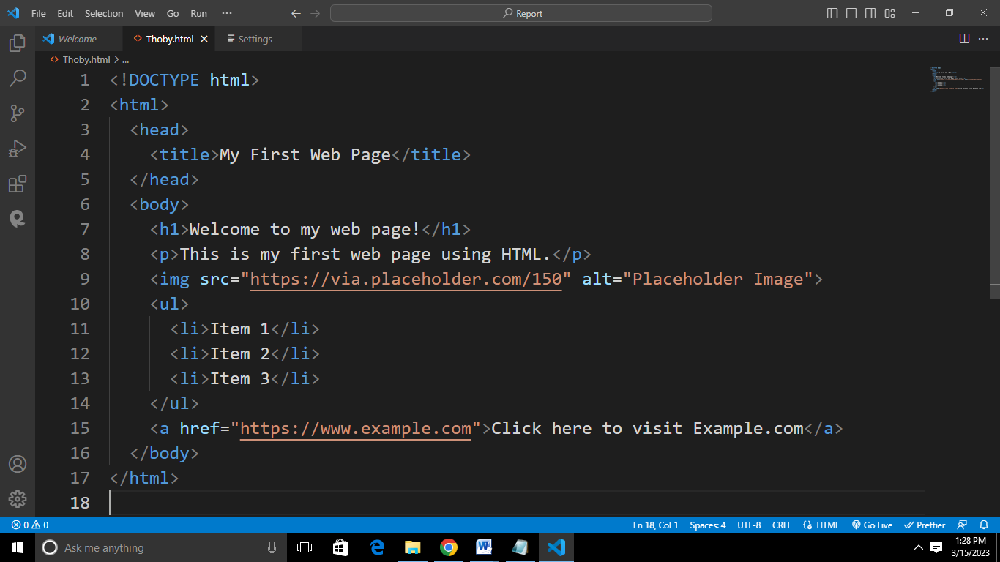 File Edit Selection View Go Run ··· Report
Welcome Thoby.html Settings
Thoby.html > ...
1 <!DOCTYPE html>
2 <html>
3   <head>
4     <title>My First Web Page</title>
5   </head>
6   <body>
7     <h1>Welcome to my web page!</h1>
8     <p>This is my first web page using HTML.</p>
9     <img src="https://via.placeholder.com/150" alt="Placeholder Image">
10     <ul>
11       <li>Item 1</li>
12       <li>Item 2</li>
13       <li>Item 3</li>
14     </ul>
15     <a href="https://www.example.com">Click here to visit Example.com</a>
16   </body>
17 </html>
18
0 0 Ln 18, Col 1 Spaces: 4 UTF-8 CRLF HTML Go Live Prettier
Ask me anything 1:28 PM
3/15/2023